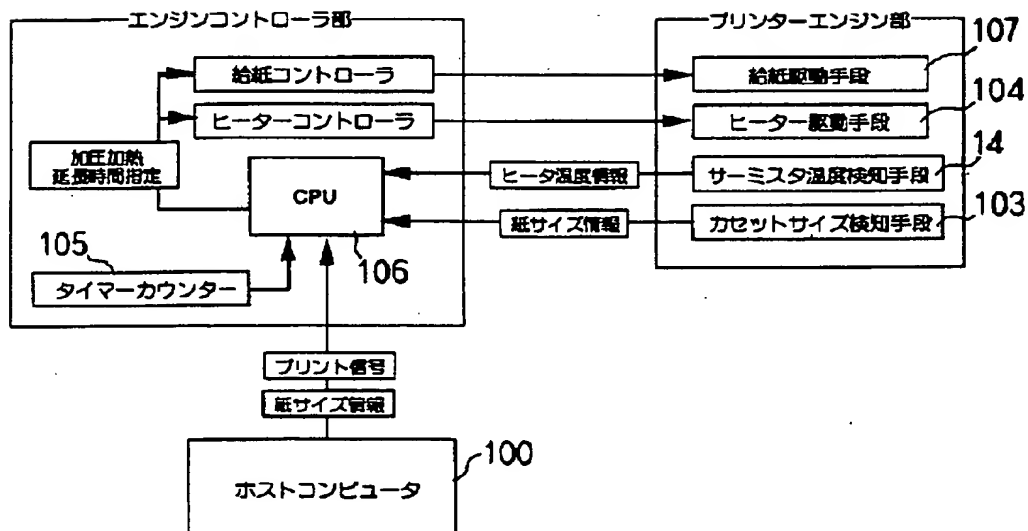 エンジンコントローラ部
プリンターエンジン部
107
給紙コントローラ
給紙駆動手段
104
ヒーターコントローラ
ヒーター駆動手段
14
加圧加熱
延長時間指定
CPU
ヒータ温度情報
サーミスタ温度検知手段
103
紙サイズ情報
カセットサイズ検知手段
105
106
タイマーカウンター
プリント信号
紙サイズ情報
100
ホストコンピュータ